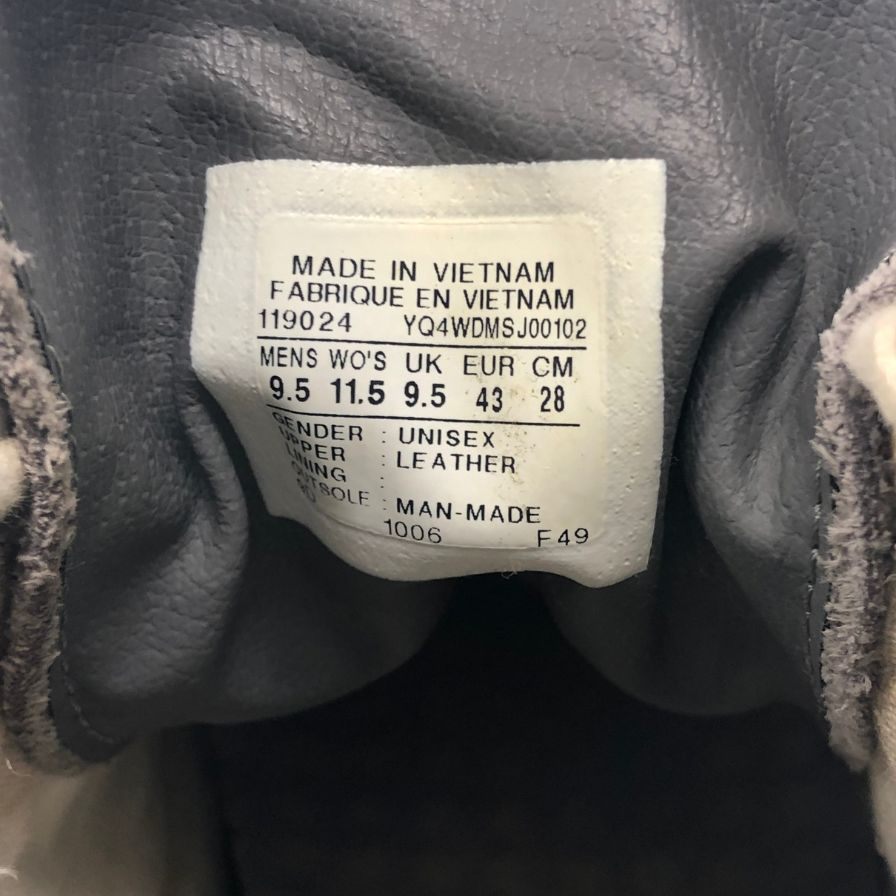 MADE IN VIETNAM
FABRIQUE EN VIETNAM
119024 YQ4WDMSJ00102
MENS WO'S UK EUR CM
9.5 11.5 9.5 43 28
GENDER : UNISEX
UPPER : LEATHER
LINING :
OUTSOLE : MAN-MADE
1006 F49